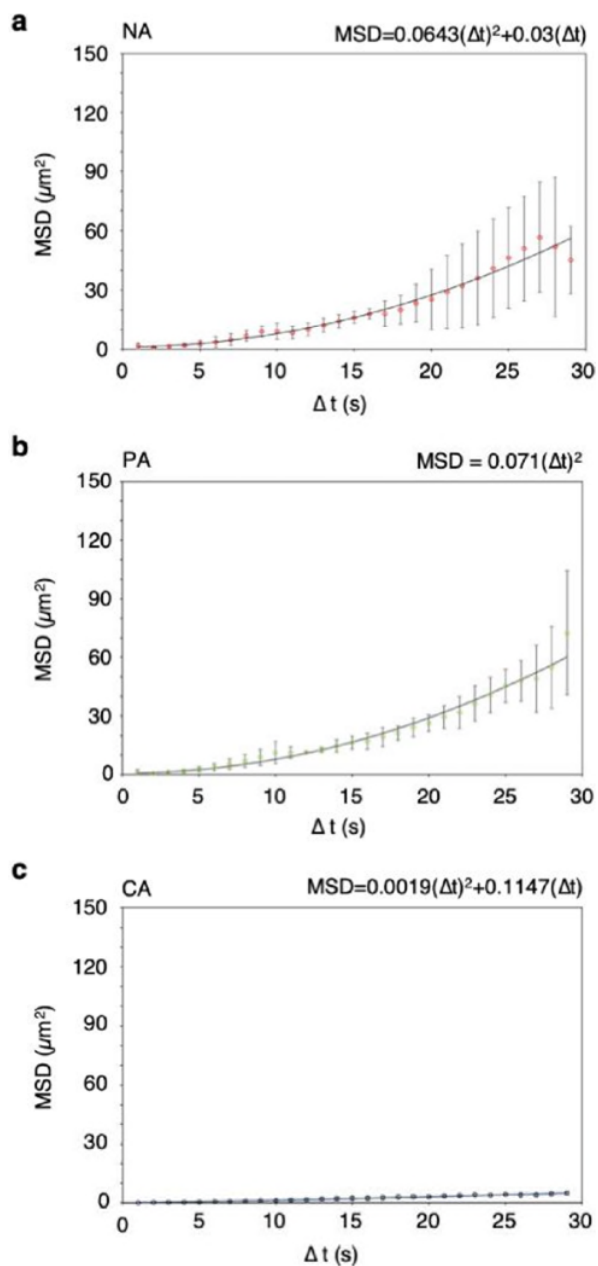 a
NA MSD=0.0643(Δt)²+0.03(Δt)
150
120
90
60
30
0
MSD (µm²)
0 5 10 15 20 25 30
Δ t (s)
b
PA MSD = 0.071(Δt)²
150
120
90
60
30
0
MSD (µm²)
0 5 10 15 20 25 30
Δ t (s)
c
CA MSD=0.0019(Δt)²+0.1147(Δt)
150
120
90
60
30
0
MSD (µm²)
0 5 10 15 20 25 30
Δ t (s)